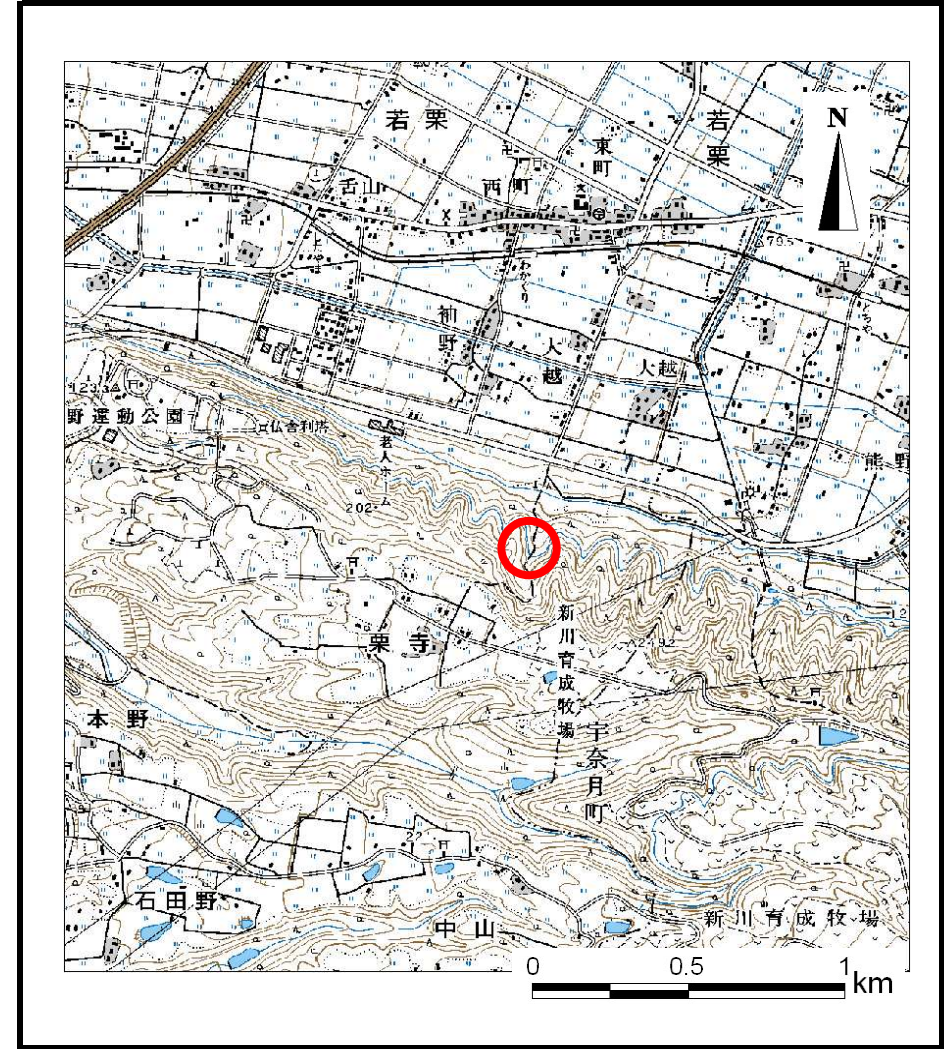 若栗
若栗
N
東町
西町
舌山
79.5
わかくり
袖野
大越
大越
123.3
野運動公園
仏舎利塔
老人ホーム
熊野
202
新川育成牧場
栗寺
292
本野
宇奈月町
22
石田野
中山
新川育成牧場
0 0.5 1 km